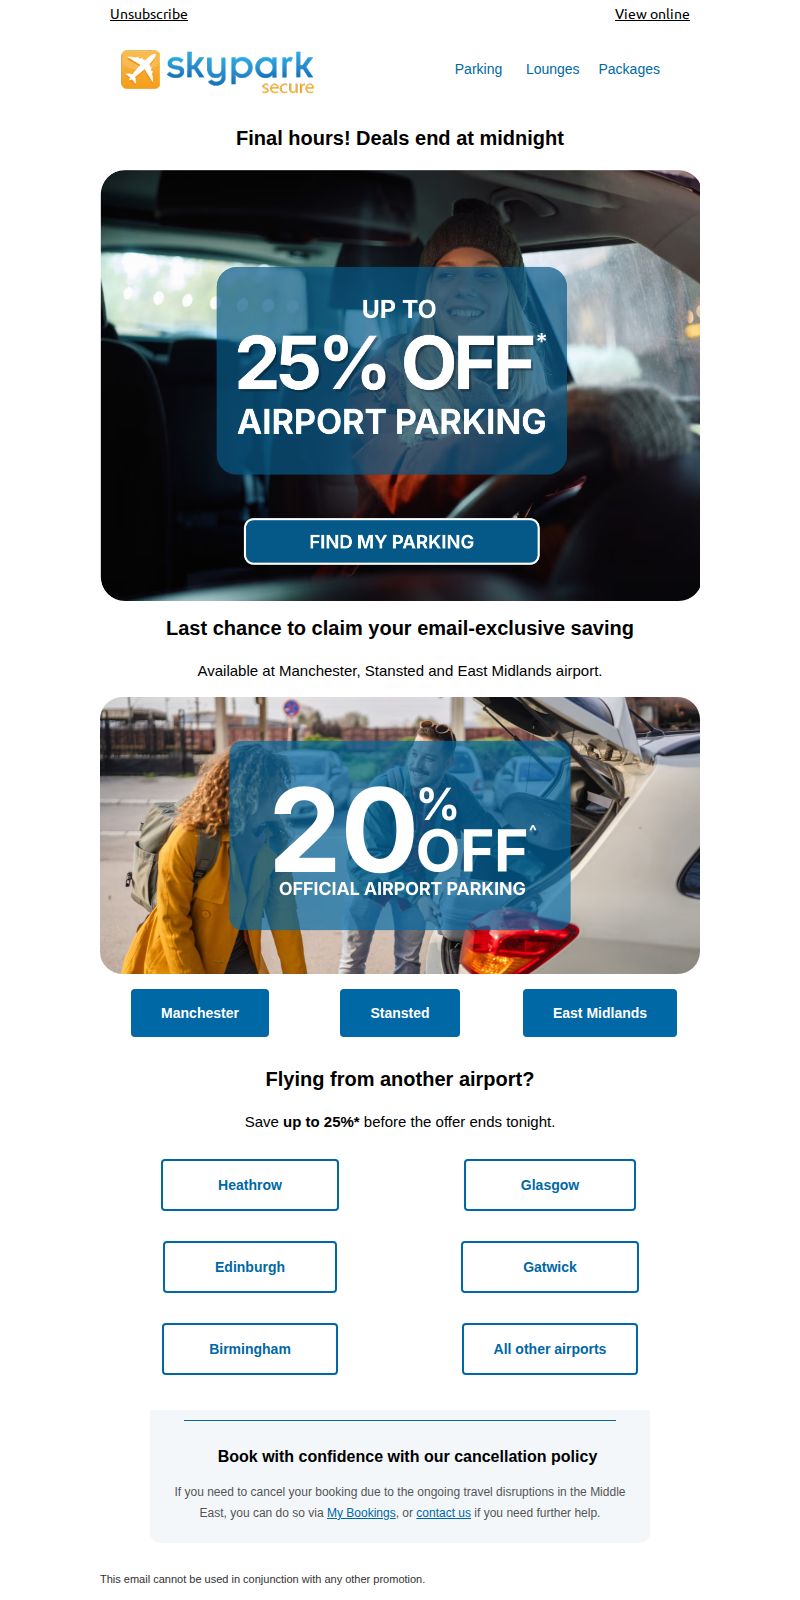 Unsubscribe
View online
skypark
secure
Parking
Lounges
Packages
Final hours! Deals end at midnight
UP TO
25% OFF*
AIRPORT PARKING
FIND MY PARKING
Last chance to claim your email-exclusive saving
Available at Manchester, Stansted and East Midlands airport.
20% OFF^
OFFICIAL AIRPORT PARKING
Manchester
Stansted
East Midlands
Flying from another airport?
Save up to 25%* before the offer ends tonight.
Heathrow
Glasgow
Edinburgh
Gatwick
Birmingham
All other airports
Book with confidence with our cancellation policy
If you need to cancel your booking due to the ongoing travel disruptions in the Middle
East, you can do so via My Bookings, or contact us if you need further help.
This email cannot be used in conjunction with any other promotion.